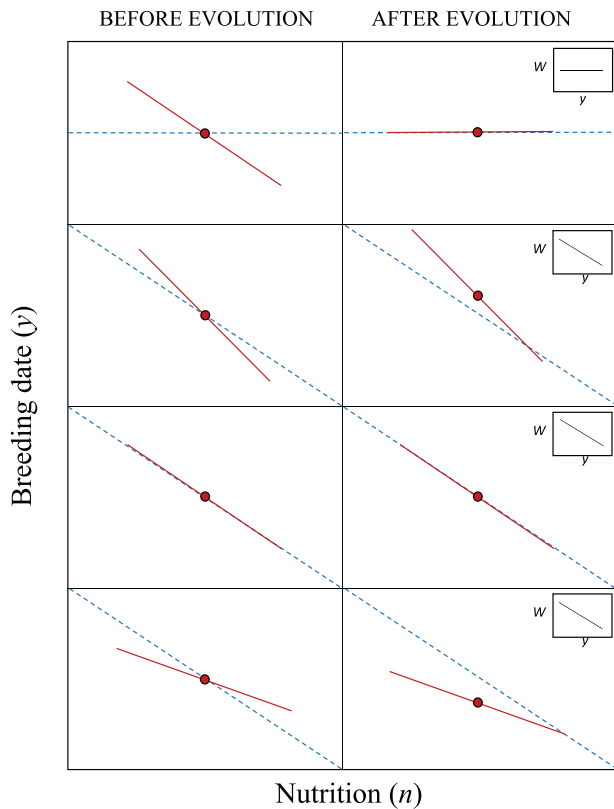 BEFORE EVOLUTION
AFTER EVOLUTION
W
y
W
y
W
y
W
y
Breeding date (y)
Nutrition (n)